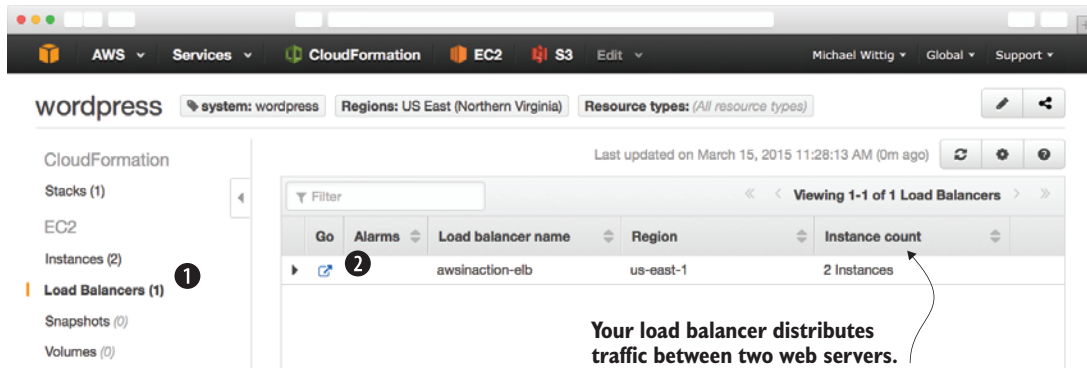 AWS Services CloudFormation EC2 S3 Edit Michael Wittig Global Support
wordpress system: wordpress Regions: US East (Northern Virginia) Resource types: (All resource types)
Last updated on March 15, 2015 11:28:13 AM (0m ago)
CloudFormation
Stacks (1)
EC2
Instances (2)
Load Balancers (1)
Snapshots (0)
Volumes (0)
1
Filter
« < Viewing 1-1 of 1 Load Balancers > »
Go Alarms Load balancer name Region Instance count
2 awsinaction-elb us-east-1 2 Instances
Your load balancer distributes
traffic between two web servers.